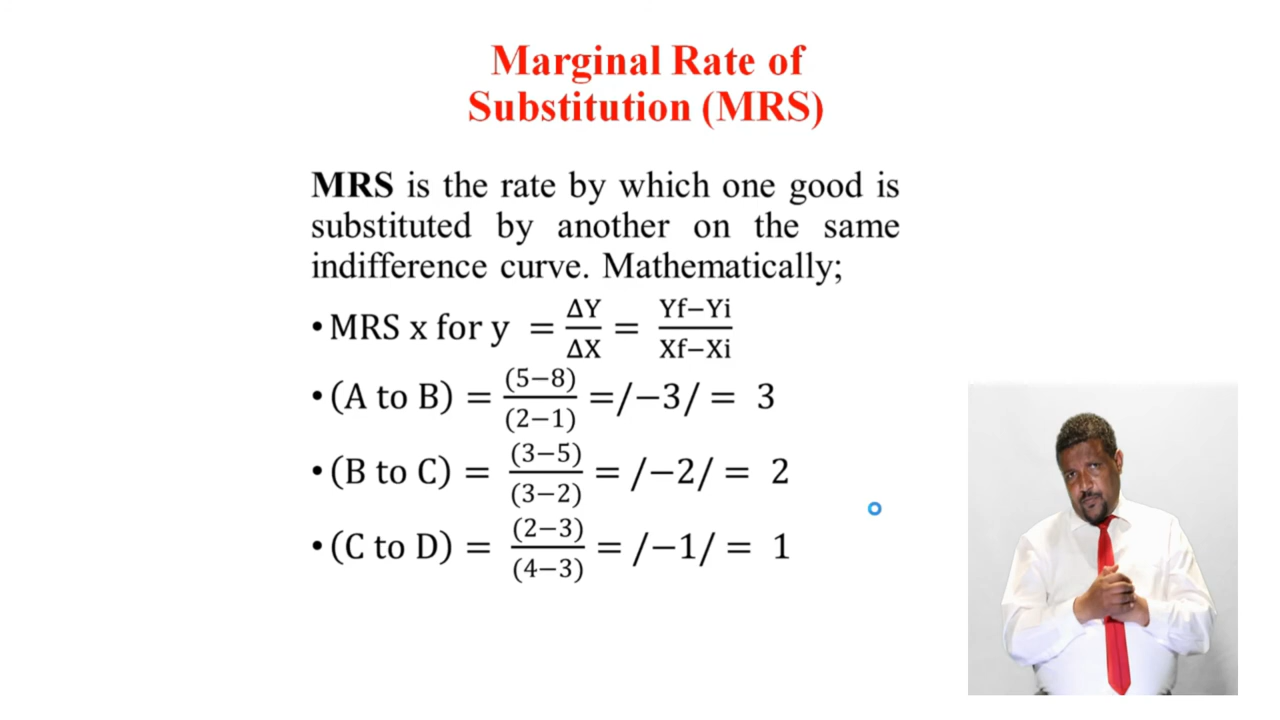 Marginal Rate of
Substitution (MRS)
MRS is the rate by which one good is
substituted by another on the same
indifference curve. Mathematically;
• MRS x for y = ΔY/ΔX = Yf−Yi/Xf−Xi
• (A to B) = (5−8)/(2−1) =/−3/ = 3
• (B to C) = (3−5)/(3−2) = /−2/ = 2
• (C to D) = (2−3)/(4−3) = /−1/ = 1